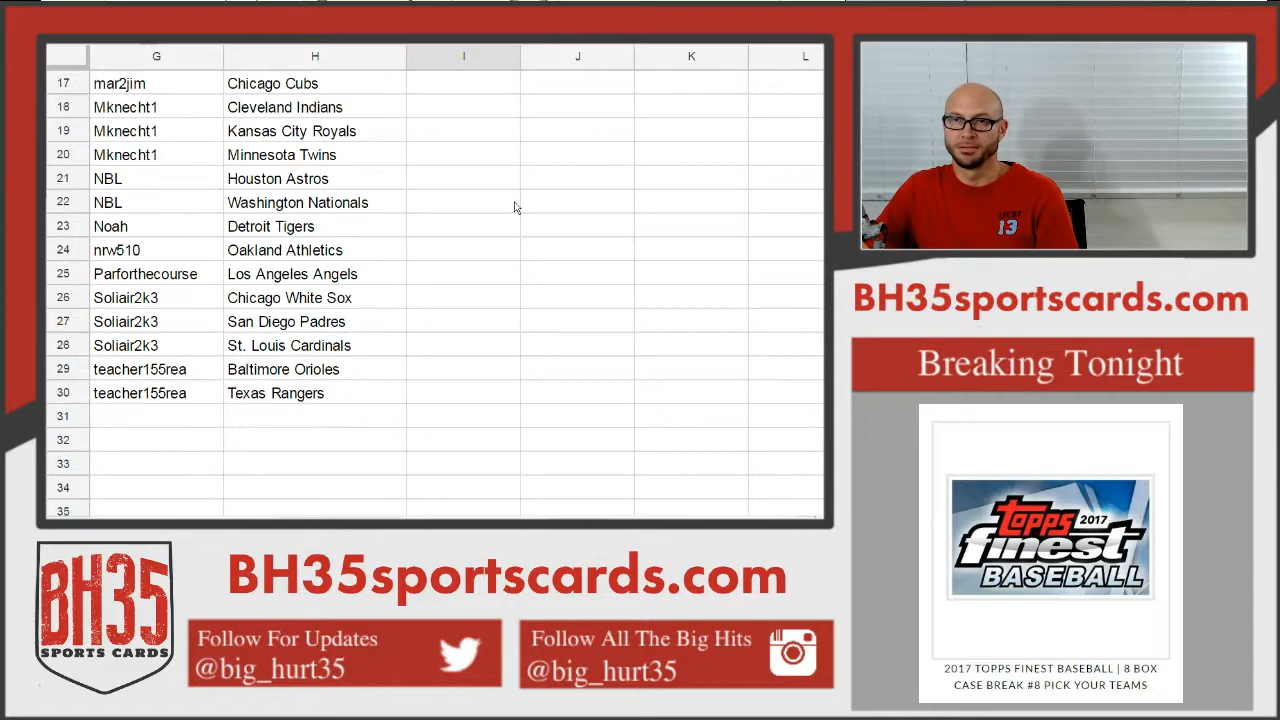 G H I J K L
17 mar2jim Chicago Cubs
18 Mknecht1 Cleveland Indians
19 Mknecht1 Kansas City Royals
20 Mknecht1 Minnesota Twins
21 NBL Houston Astros
22 NBL Washington Nationals
23 Noah Detroit Tigers
24 nrw510 Oakland Athletics
25 Parforthecourse Los Angeles Angels
26 Soliair2k3 Chicago White Sox
27 Soliair2k3 San Diego Padres
28 Soliair2k3 St. Louis Cardinals
29 teacher155rea Baltimore Orioles
30 teacher155rea Texas Rangers
31
32
33
34
35
13
BH35sportscards.com
Breaking Tonight
TOPPS 2017
finest
BASEBALL
2017 TOPPS FINEST BASEBALL | 8 BOX
CASE BREAK #8 PICK YOUR TEAMS
BH35
SPORTS CARDS
BH35sportscards.com
Follow For Updates
@big_hurt35
Follow All The Big Hits
@big_hurt35